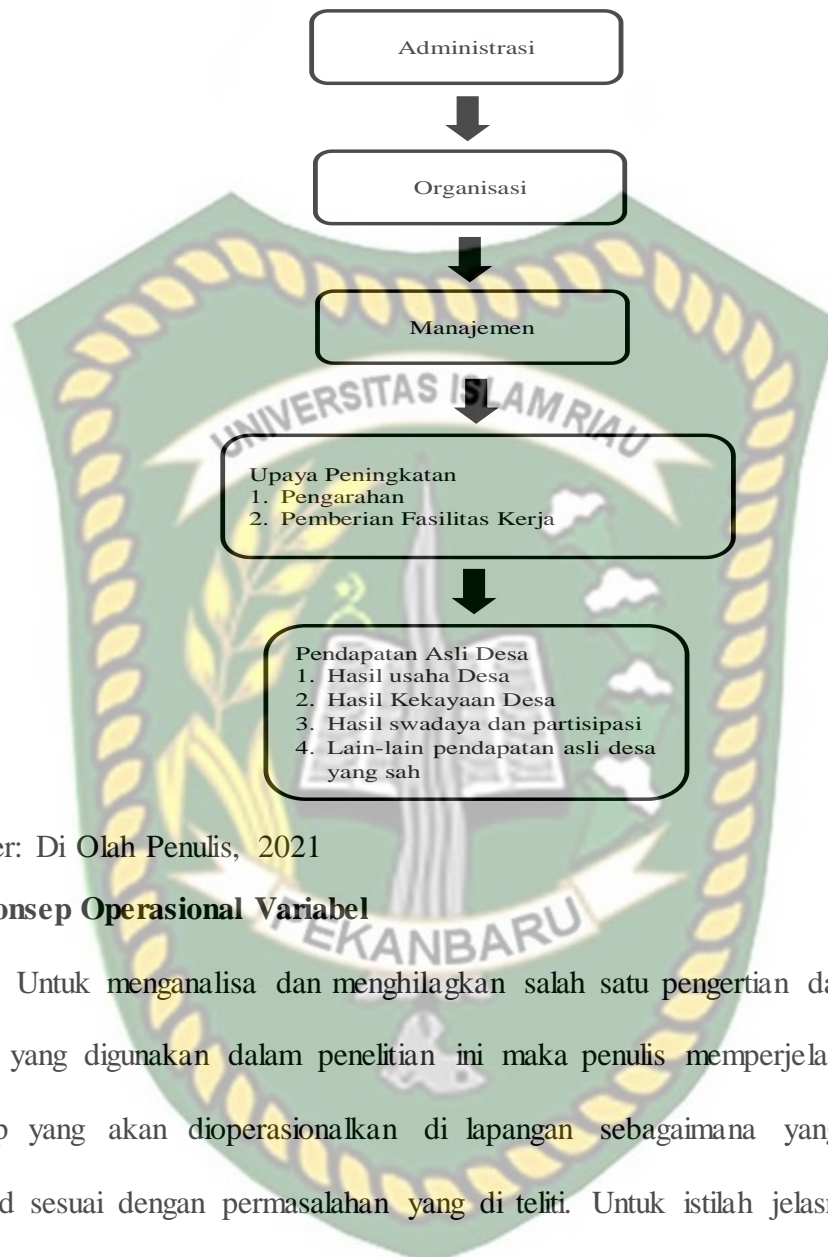 Administrasi
Organisasi
Manajemen
UNIVERSITAS ISLAM RIAU
Upaya Peningkatan
1. Pengarahan
2. Pemberian Fasilitas Kerja
Pendapatan Asli Desa
1. Hasil usaha Desa
2. Hasil Kekayaan Desa
3. Hasil swadaya dan partisipasi
4. Lain-lain pendapatan asli desa
yang sah
er: Di Olah Penulis, 2021
onsep Operasional Variabel
PEKANBARU
Untuk menganalisa dan menghilagkan salah satu pengertian da
yang digunakan dalam penelitian ini maka penulis memperjela
p yang akan dioperasionalkan di lapangan sebagaimana yang
d sesuai dengan permasalahan yang di teliti. Untuk istilah jelasn